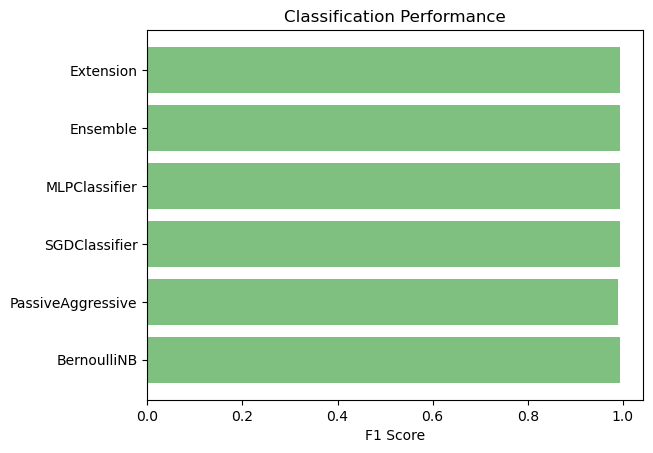 Classification Performance
Extension
Ensemble
MLPClassifier
SGDClassifier
PassiveAggressive
BernoulliNB
0.0 0.2 0.4 0.6 0.8 1.0
F1 Score